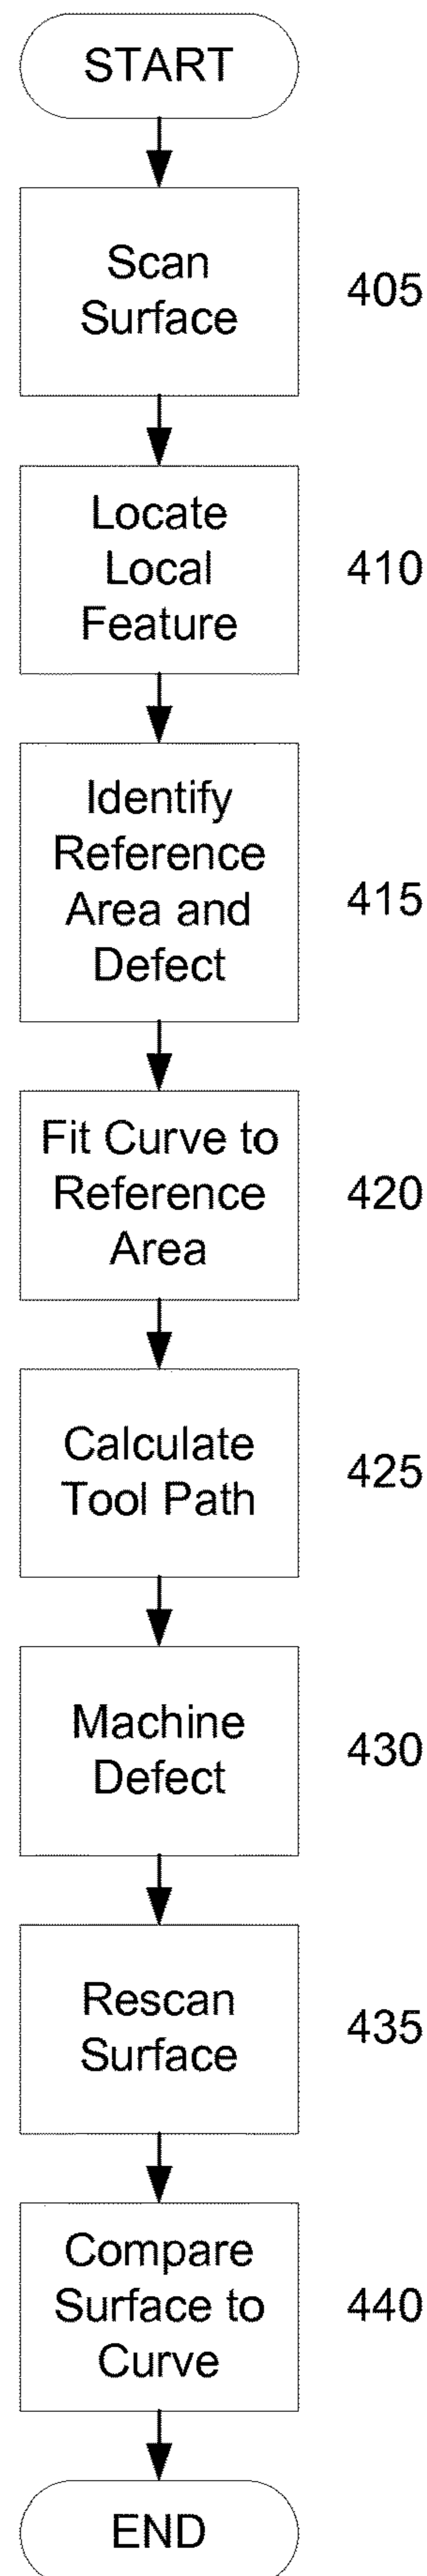 START
Scan
Surface
405
Locate
Local
Feature
410
Identify
Reference
Area and
Defect
415
Fit Curve to
Reference
Area
420
Calculate
Tool Path
425
Machine
Defect
430
Rescan
Surface
435
Compare
Surface to
Curve
440
END